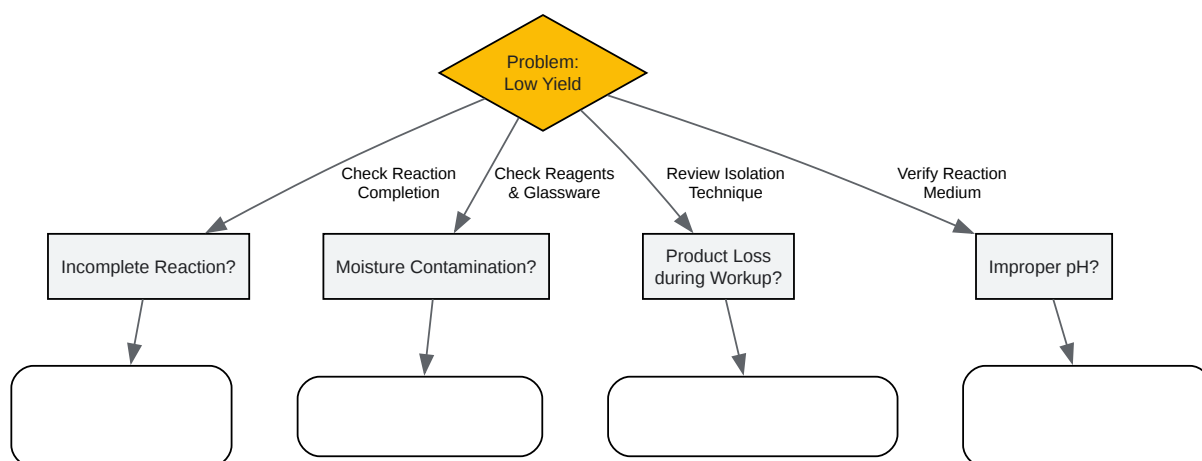 Problem:
Low Yield
Check Reaction
Completion
Check Reagents
& Glassware
Review Isolation
Technique
Verify Reaction
Medium
Incomplete Reaction?
Moisture Contamination?
Product Loss
during Workup?
Improper pH?